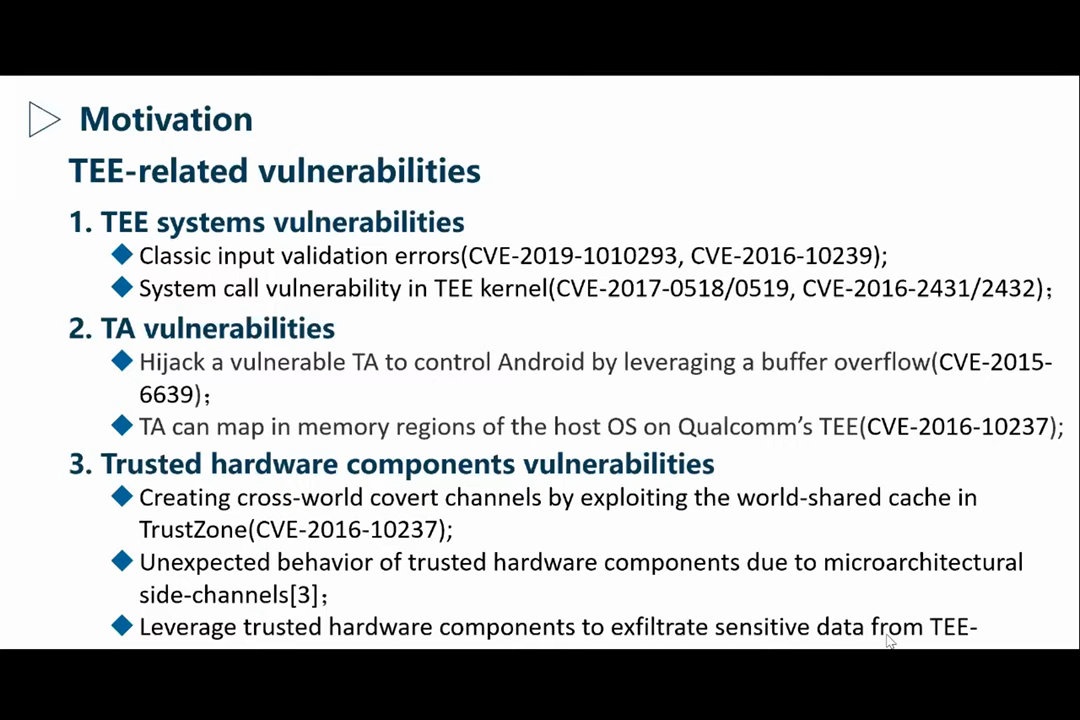 Motivation
TEE-related vulnerabilities
1. TEE systems vulnerabilities
Classic input validation errors(CVE-2019-1010293, CVE-2016-10239);
System call vulnerability in TEE kernel(CVE-2017-0518/0519, CVE-2016-2431/2432)；
2. TA vulnerabilities
Hijack a vulnerable TA to control Android by leveraging a buffer overflow(CVE-2015-
6639)；
TA can map in memory regions of the host OS on Qualcomm’s TEE(CVE-2016-10237);
3. Trusted hardware components vulnerabilities
Creating cross-world covert channels by exploiting the world-shared cache in
TrustZone(CVE-2016-10237);
Unexpected behavior of trusted hardware components due to microarchitectural
side-channels[3]；
Leverage trusted hardware components to exfiltrate sensitive data from TEE-